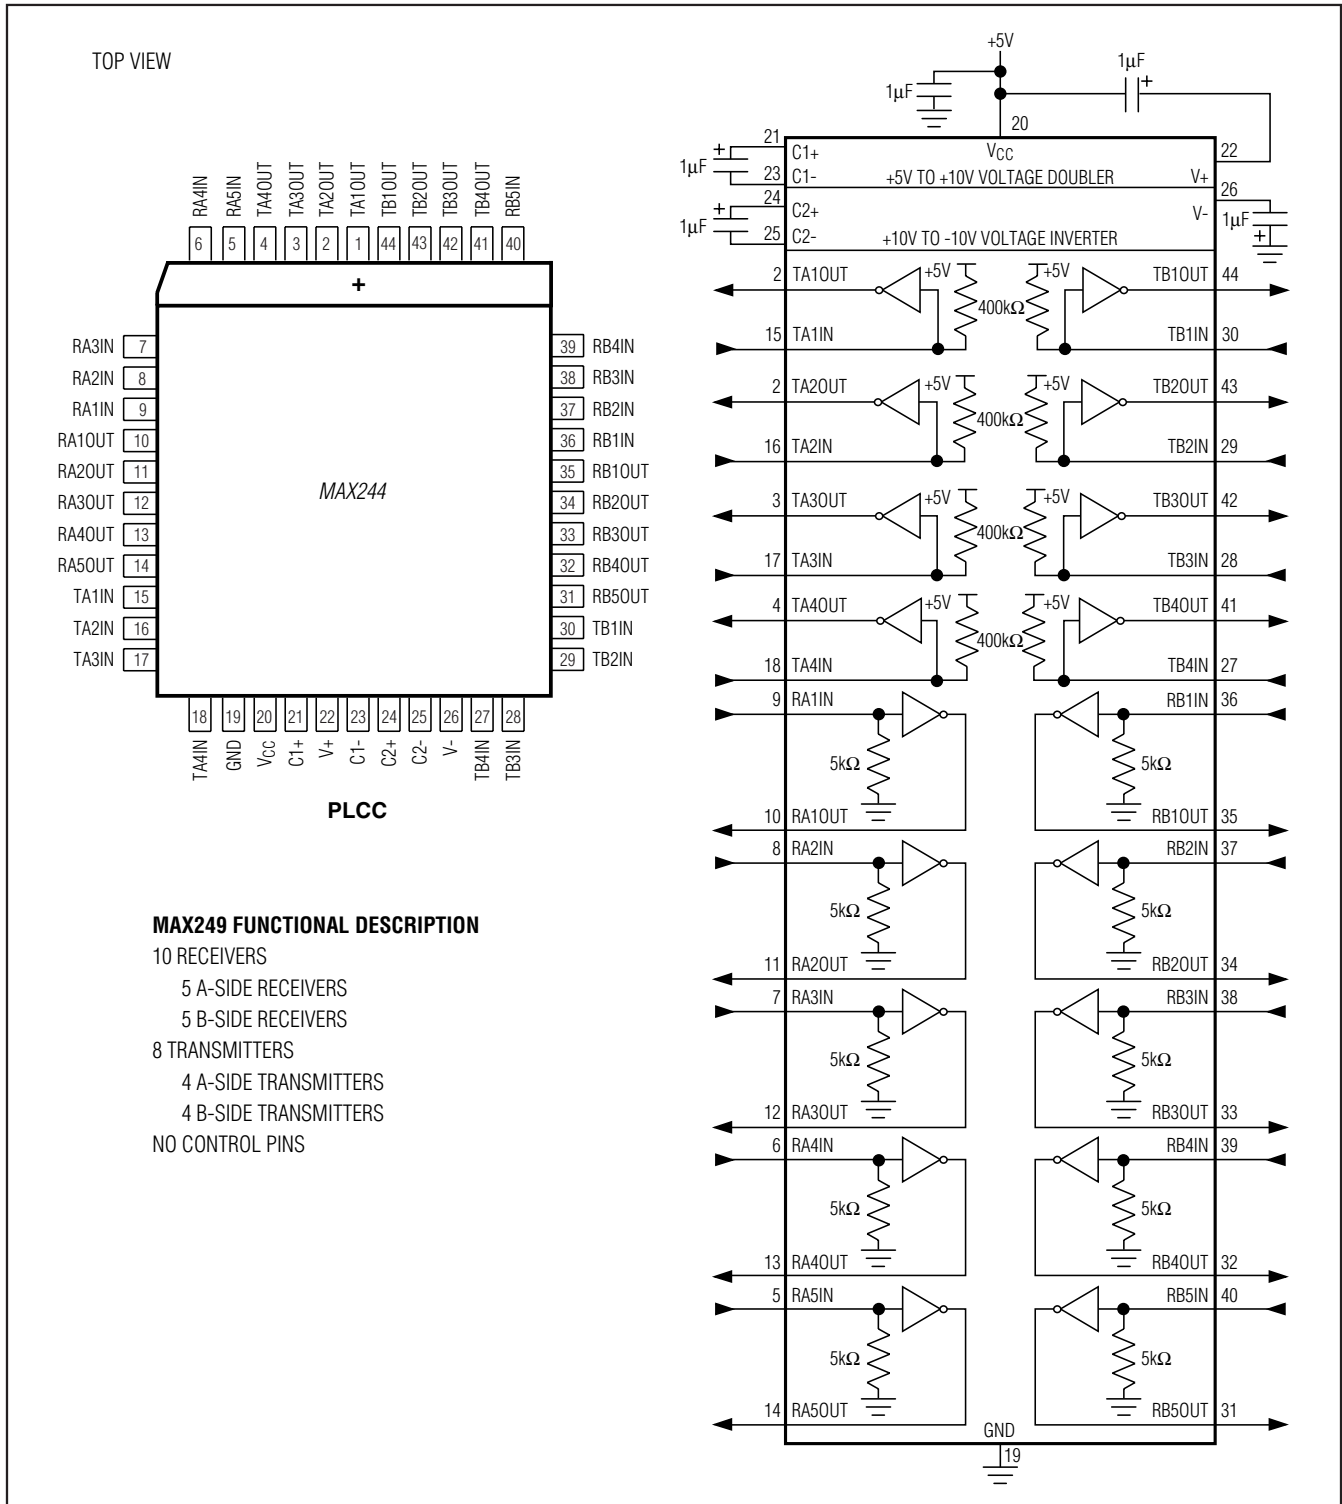 TOP VIEW
RA4IN
RA5IN
TA4OUT
TA3OUT
TA2OUT
TA1OUT
TB1OUT
TB2OUT
TB3OUT
TB4OUT
RB5IN
6 5 4 3 2 1 44 43 42 41 40
+
RA3IN 7
RA2IN 8
RA1IN 9
RA1OUT 10
RA2OUT 11
RA3OUT 12
RA4OUT 13
RA5OUT 14
TA1IN 15
TA2IN 16
TA3IN 17
MAX244
39 RB4IN
38 RB3IN
37 RB2IN
36 RB1IN
35 RB1OUT
34 RB2OUT
33 RB3OUT
32 RB4OUT
31 RB5OUT
30 TB1IN
29 TB2IN
18 19 20 21 22 23 24 25 26 27 28
TA4IN
GND
VCC
C1+
V+
C1-
C2+
C2-
V-
TB4IN
TB3IN
PLCC
MAX249 FUNCTIONAL DESCRIPTION
10 RECEIVERS
5 A-SIDE RECEIVERS
5 B-SIDE RECEIVERS
8 TRANSMITTERS
4 A-SIDE TRANSMITTERS
4 B-SIDE TRANSMITTERS
NO CONTROL PINS
+5V
1µF
1µF +
20
21 C1+ VCC 22
+ 1µF
23 C1- +5V TO +10V VOLTAGE DOUBLER V+
26
24 C2+ V-
+ 1µF
1µF +
25 C2- +10V TO -10V VOLTAGE INVERTER
2 TA1OUT +5V +5V TB1OUT 44
400kΩ
15 TA1IN TB1IN 30
2 TA2OUT +5V +5V TB2OUT 43
400kΩ
16 TA2IN TB2IN 29
3 TA3OUT +5V +5V TB3OUT 42
400kΩ
17 TA3IN TB3IN 28
4 TA4OUT +5V +5V TB4OUT 41
400kΩ
18 TA4IN TB4IN 27
9 RA1IN RB1IN 36
5kΩ 5kΩ
10 RA1OUT RB1OUT 35
8 RA2IN RB2IN 37
5kΩ 5kΩ
11 RA2OUT RB2OUT 34
7 RA3IN RB3IN 38
5kΩ 5kΩ
12 RA3OUT RB3OUT 33
6 RA4IN RB4IN 39
5kΩ 5kΩ
13 RA4OUT RB4OUT 32
5 RA5IN RB5IN 40
5kΩ 5kΩ
14 RA5OUT RB5OUT 31
GND
19